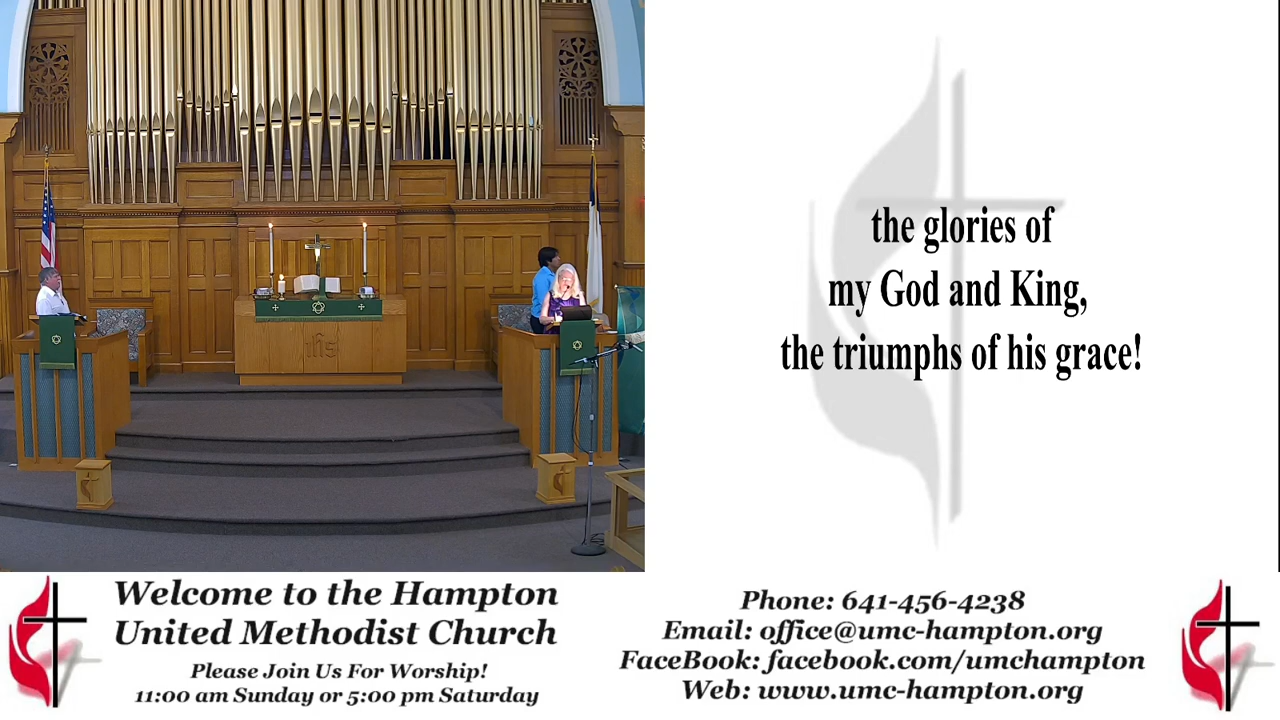 the glories of
my God and King,
the triumphs of his grace!
ihs
Welcome to the Hampton
United Methodist Church
Please Join Us For Worship!
11:00 am Sunday or 5:00 pm Saturday
Phone: 641-456-4238
Email: office@umc-hampton.org
FaceBook: facebook.com/umchampton
Web: www.umc-hampton.org